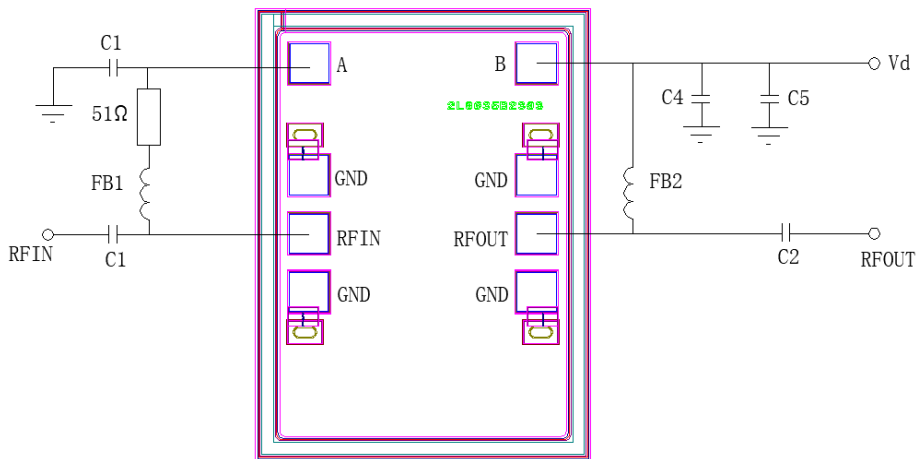 C1
A
B
Vd
51Ω
C4
C5
FB1
GND
GND
FB2
RFIN
C1
RFIN
RFOUT
C2
RFOUT
GND
GND